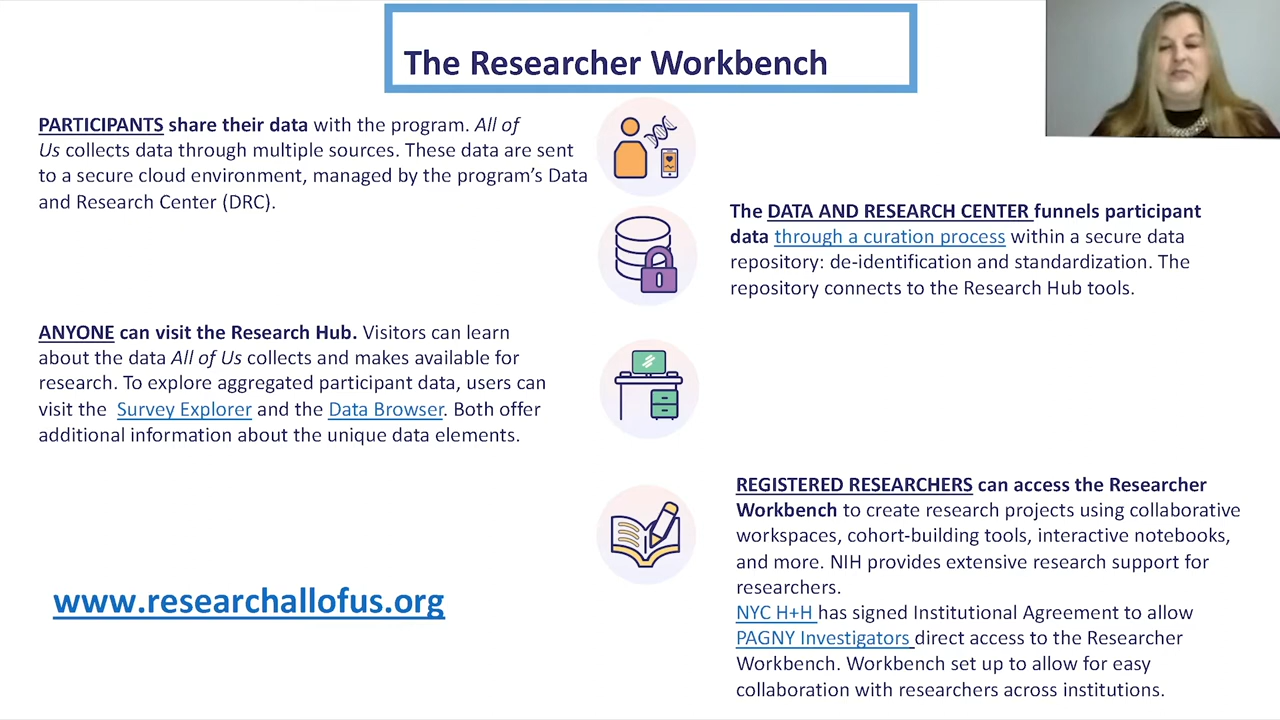 The Researcher Workbench
PARTICIPANTS share their data with the program. All of
Us collects data through multiple sources. These data are sent
to a secure cloud environment, managed by the program’s Data
and Research Center (DRC).
The DATA AND RESEARCH CENTER funnels participant
data through a curation process within a secure data
repository: de-identification and standardization. The
repository connects to the Research Hub tools.
ANYONE can visit the Research Hub. Visitors can learn
about the data All of Us collects and makes available for
research. To explore aggregated participant data, users can
visit the Survey Explorer and the Data Browser. Both offer
additional information about the unique data elements.
REGISTERED RESEARCHERS can access the Researcher
Workbench to create research projects using collaborative
workspaces, cohort-building tools, interactive notebooks,
and more. NIH provides extensive research support for
researchers.
NYC H+H has signed Institutional Agreement to allow
PAGNY Investigators direct access to the Researcher
Workbench. Workbench set up to allow for easy
collaboration with researchers across institutions.
www.researchallofus.org